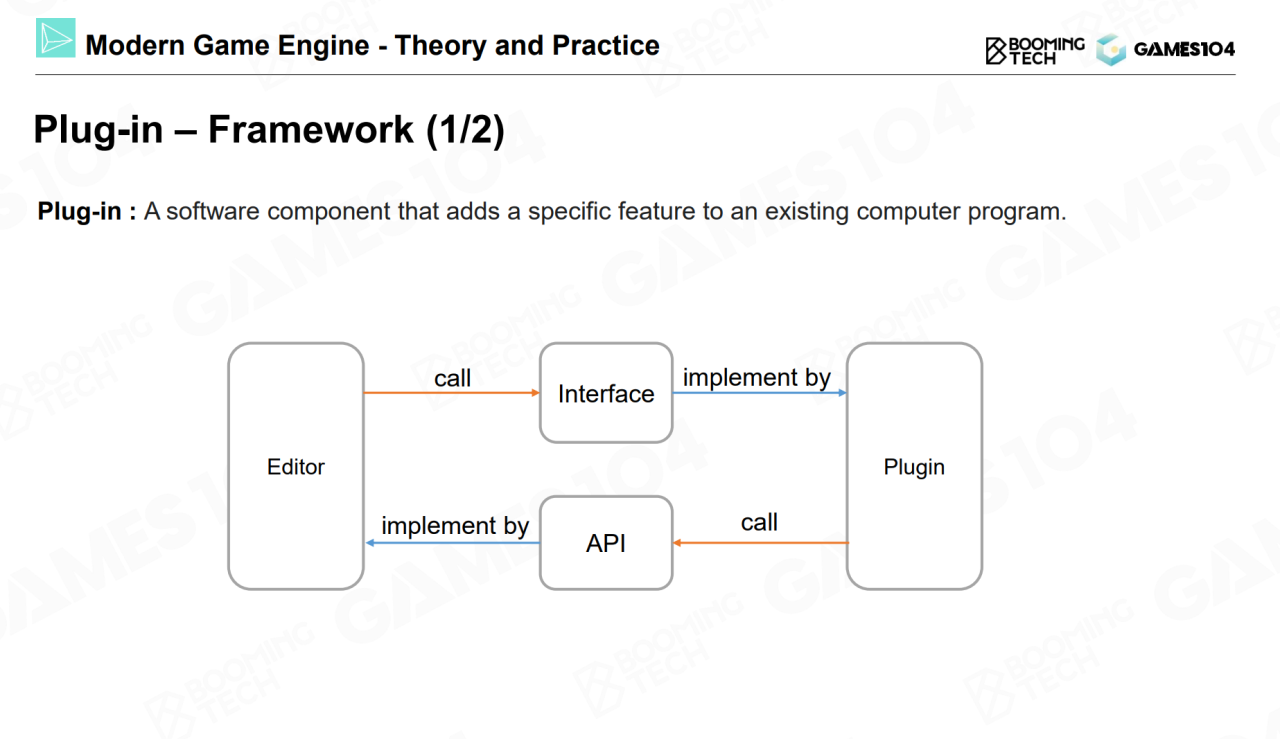 Modern Game Engine - Theory and Practice
BOOMING
TECH
GAMES104
Plug-in – Framework (1/2)
Plug-in : A software component that adds a specific feature to an existing computer program.
call
Interface
implement by
Editor
Plugin
implement by
API
call